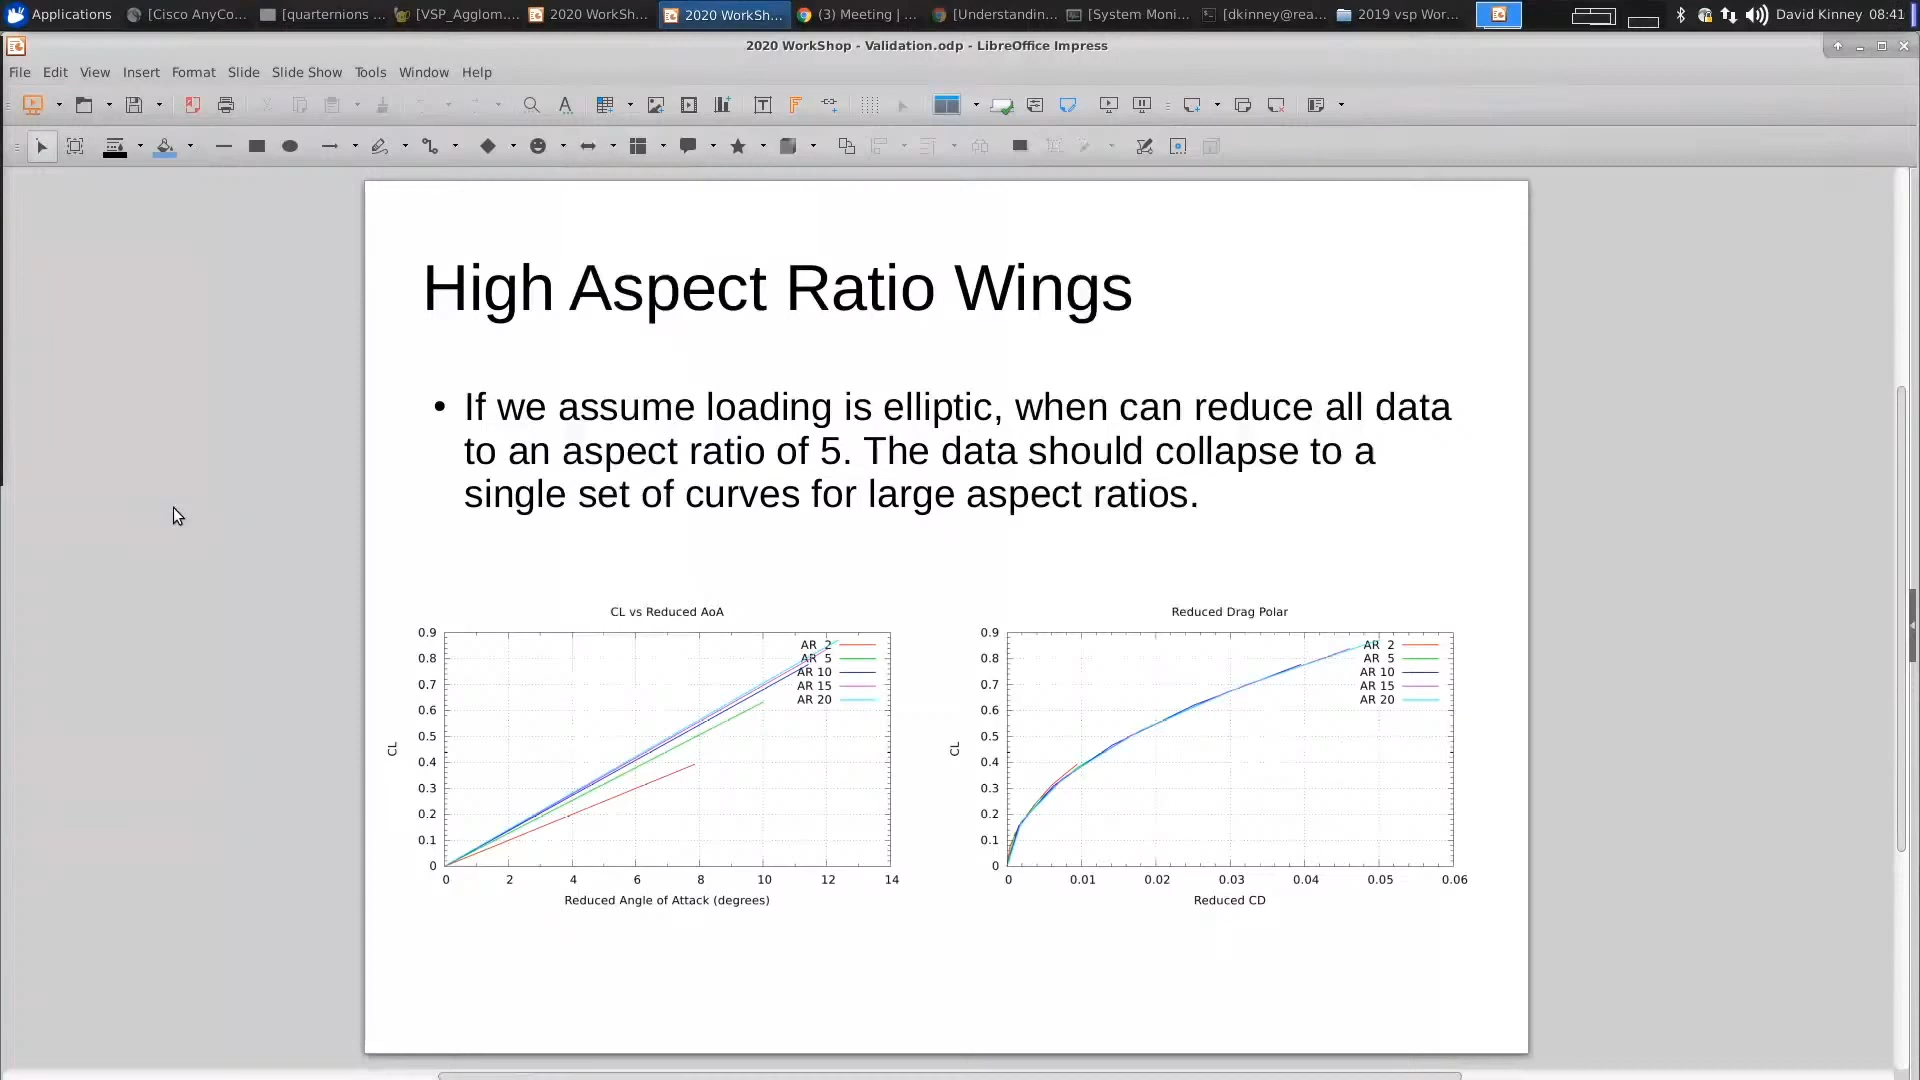 Applications
[Cisco AnyCo...
[quarternions ...
[VSP_Agglom....
2020 WorkSh...
2020 WorkSh...
(3) Meeting | ...
[Understandin...
[System Moni...
[dkinney@rea...
2019 vsp Wor...
David Kinney 08:41
2020 WorkShop - Validation.odp - LibreOffice Impress
File Edit View Insert Format Slide Slide Show Tools Window Help
High Aspect Ratio Wings
• If we assume loading is elliptic, when can reduce all data
to an aspect ratio of 5. The data should collapse to a
single set of curves for large aspect ratios.
CL vs Reduced AoA
0.9
0.8
0.7
0.6
0.5
0.4
0.3
0.2
0.1
0
CL
AR 2
AR 5
AR 10
AR 15
AR 20
0 2 4 6 8 10 12 14
Reduced Angle of Attack (degrees)
Reduced Drag Polar
0.9
0.8
0.7
0.6
0.5
0.4
0.3
0.2
0.1
0
CL
AR 2
AR 5
AR 10
AR 15
AR 20
0 0.01 0.02 0.03 0.04 0.05 0.06
Reduced CD